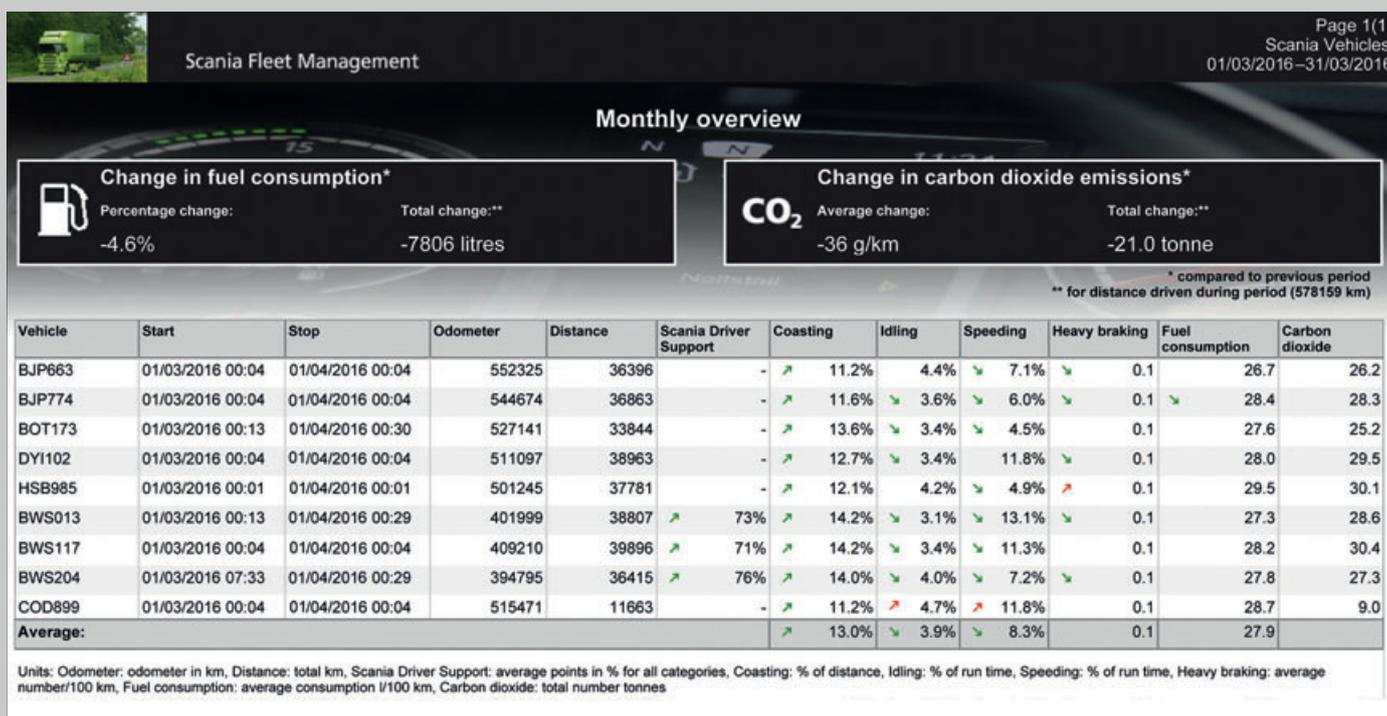 Page 1(1
Scania Vehicles
Scania Fleet Management
01/03/2016–31/03/2016
Monthly overview
15
N
N
11:24
Change in fuel consumption*
Percentage change: Total change:**
-4.6% -7806 litres
CO₂
Change in carbon dioxide emissions*
Average change: Total change:**
-36 g/km -21.0 tonne
Nollställ
* compared to previous period
** for distance driven during period (578159 km)
Vehicle Start Stop Odometer Distance Scania Driver Support Coasting Idling Speeding Heavy braking Fuel consumption Carbon dioxide
BJP663 01/03/2016 00:04 01/04/2016 00:04 552325 36396 - ↗ 11.2% 4.4% ↘ 7.1% ↘ 0.1 26.7 26.2
BJP774 01/03/2016 00:04 01/04/2016 00:04 544674 36863 - ↗ 11.6% ↘ 3.6% ↘ 6.0% ↘ 0.1 ↘ 28.4 28.3
BOT173 01/03/2016 00:13 01/04/2016 00:30 527141 33844 - ↗ 13.6% ↘ 3.4% ↘ 4.5% 0.1 27.6 25.2
DYI102 01/03/2016 00:04 01/04/2016 00:04 511097 38963 - ↗ 12.7% ↘ 3.4% 11.8% ↘ 0.1 28.0 29.5
HSB985 01/03/2016 00:01 01/04/2016 00:01 501245 37781 - ↗ 12.1% 4.2% ↘ 4.9% ↗ 0.1 29.5 30.1
BWS013 01/03/2016 00:13 01/04/2016 00:29 401999 38807 ↗ 73% ↗ 14.2% ↘ 3.1% ↘ 13.1% ↘ 0.1 27.3 28.6
BWS117 01/03/2016 00:04 01/04/2016 00:04 409210 39896 ↗ 71% ↗ 14.2% ↘ 3.4% ↘ 11.3% 0.1 28.2 30.4
BWS204 01/03/2016 07:33 01/04/2016 00:29 394795 36415 ↗ 76% ↗ 14.0% ↘ 4.0% ↘ 7.2% ↘ 0.1 27.8 27.3
COD899 01/03/2016 00:04 01/04/2016 00:04 515471 11663 - ↗ 11.2% ↗ 4.7% ↗ 11.8% 0.1 28.7 9.0
Average: ↗ 13.0% ↘ 3.9% ↘ 8.3% 0.1 27.9
Units: Odometer: odometer in km, Distance: total km, Scania Driver Support: average points in % for all categories, Coasting: % of distance, Idling: % of run time, Speeding: % of run time, Heavy braking: average
number/100 km, Fuel consumption: average consumption l/100 km, Carbon dioxide: total number tonnes